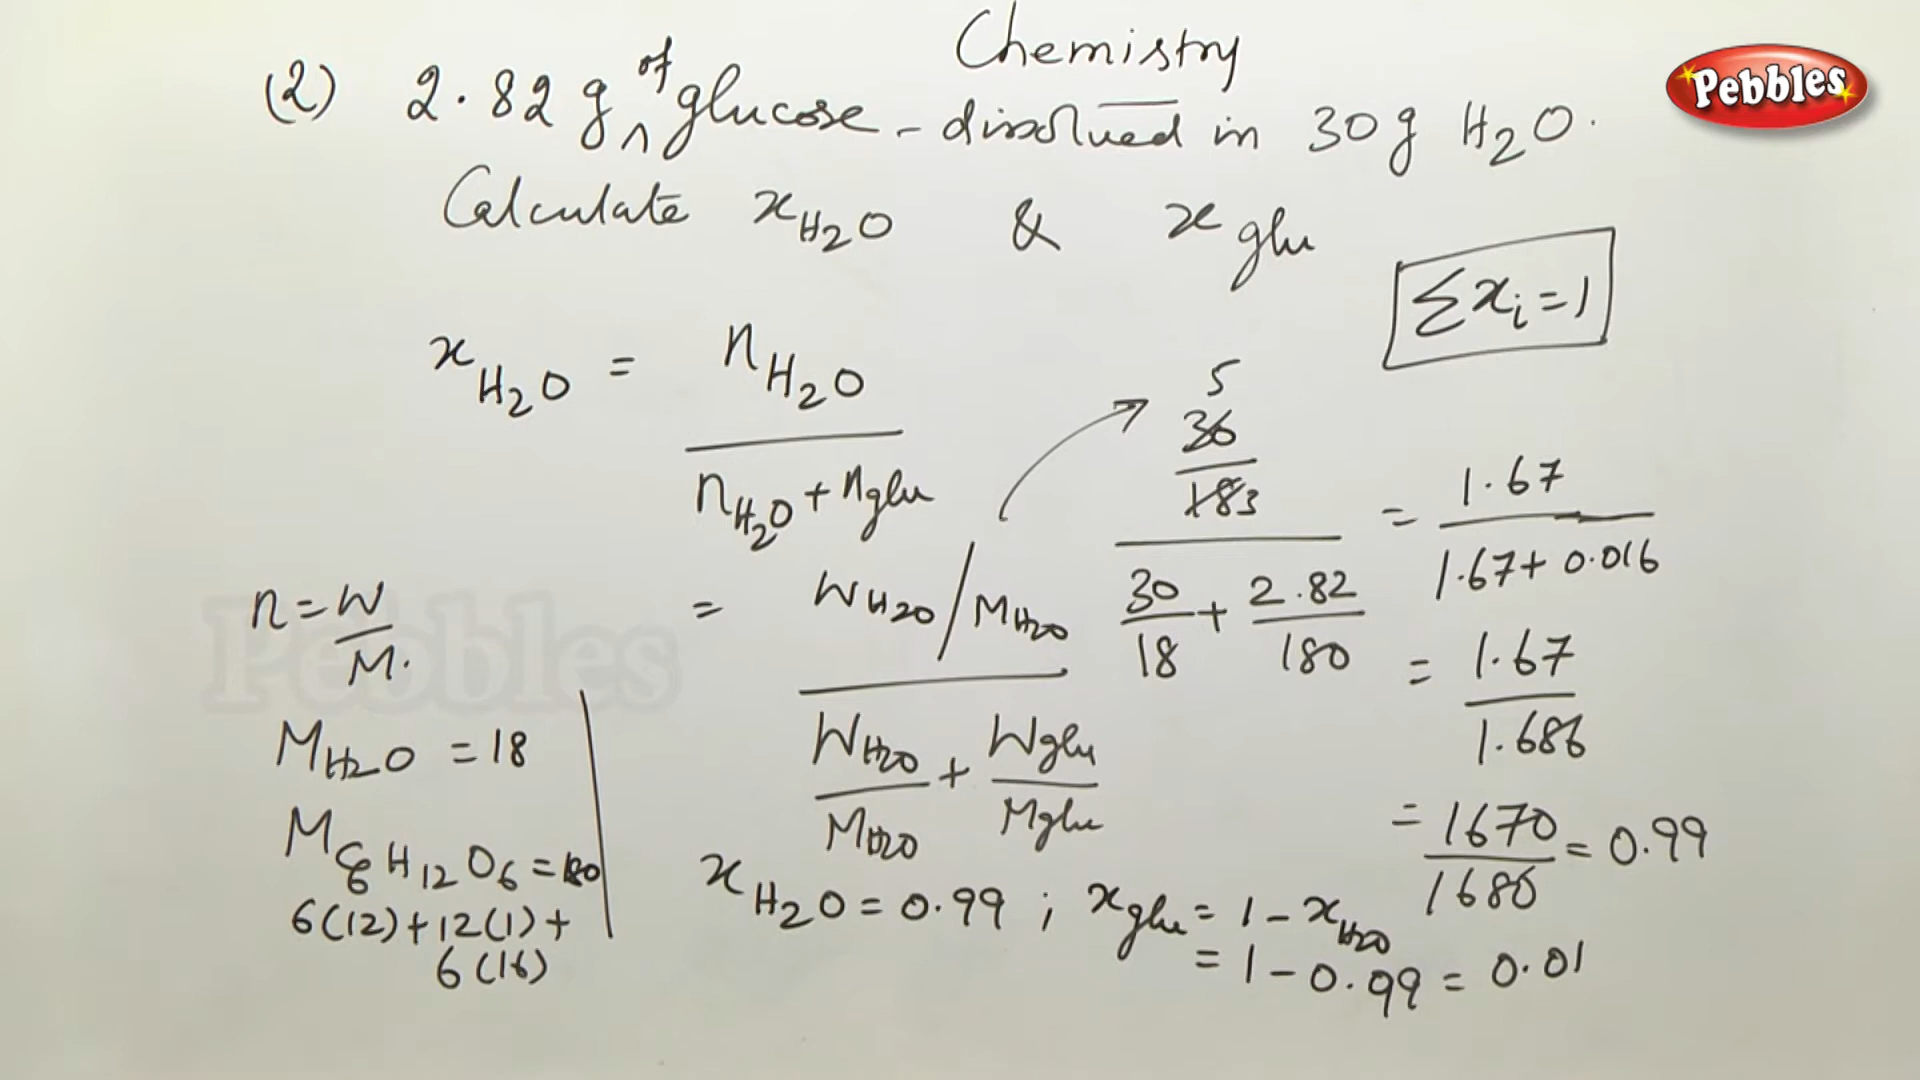 Chemistry
Pebbles
(2) 2.82 g of glucose - dissolved in 30 g H2O.
Calculate xH2O & xglu
Σxi = 1
xH2O = nH2O / nH2O + nglu
n = W / M.
= WH2O / MH2O / WH2O / MH2O + Wglu / Mglu
5
30 / 18 3
30 / 18 + 2.82 / 180
= 1.67 / 1.67 + 0.016
= 1.67 / 1.686
= 1670 / 1686 = 0.99
Pebbles
MH2O = 18
MC6H12O6 = 180
6(12) + 12(1) +
6(16)
xH2O = 0.99 ; xglu = 1 - xH2O
= 1 - 0.99 = 0.01